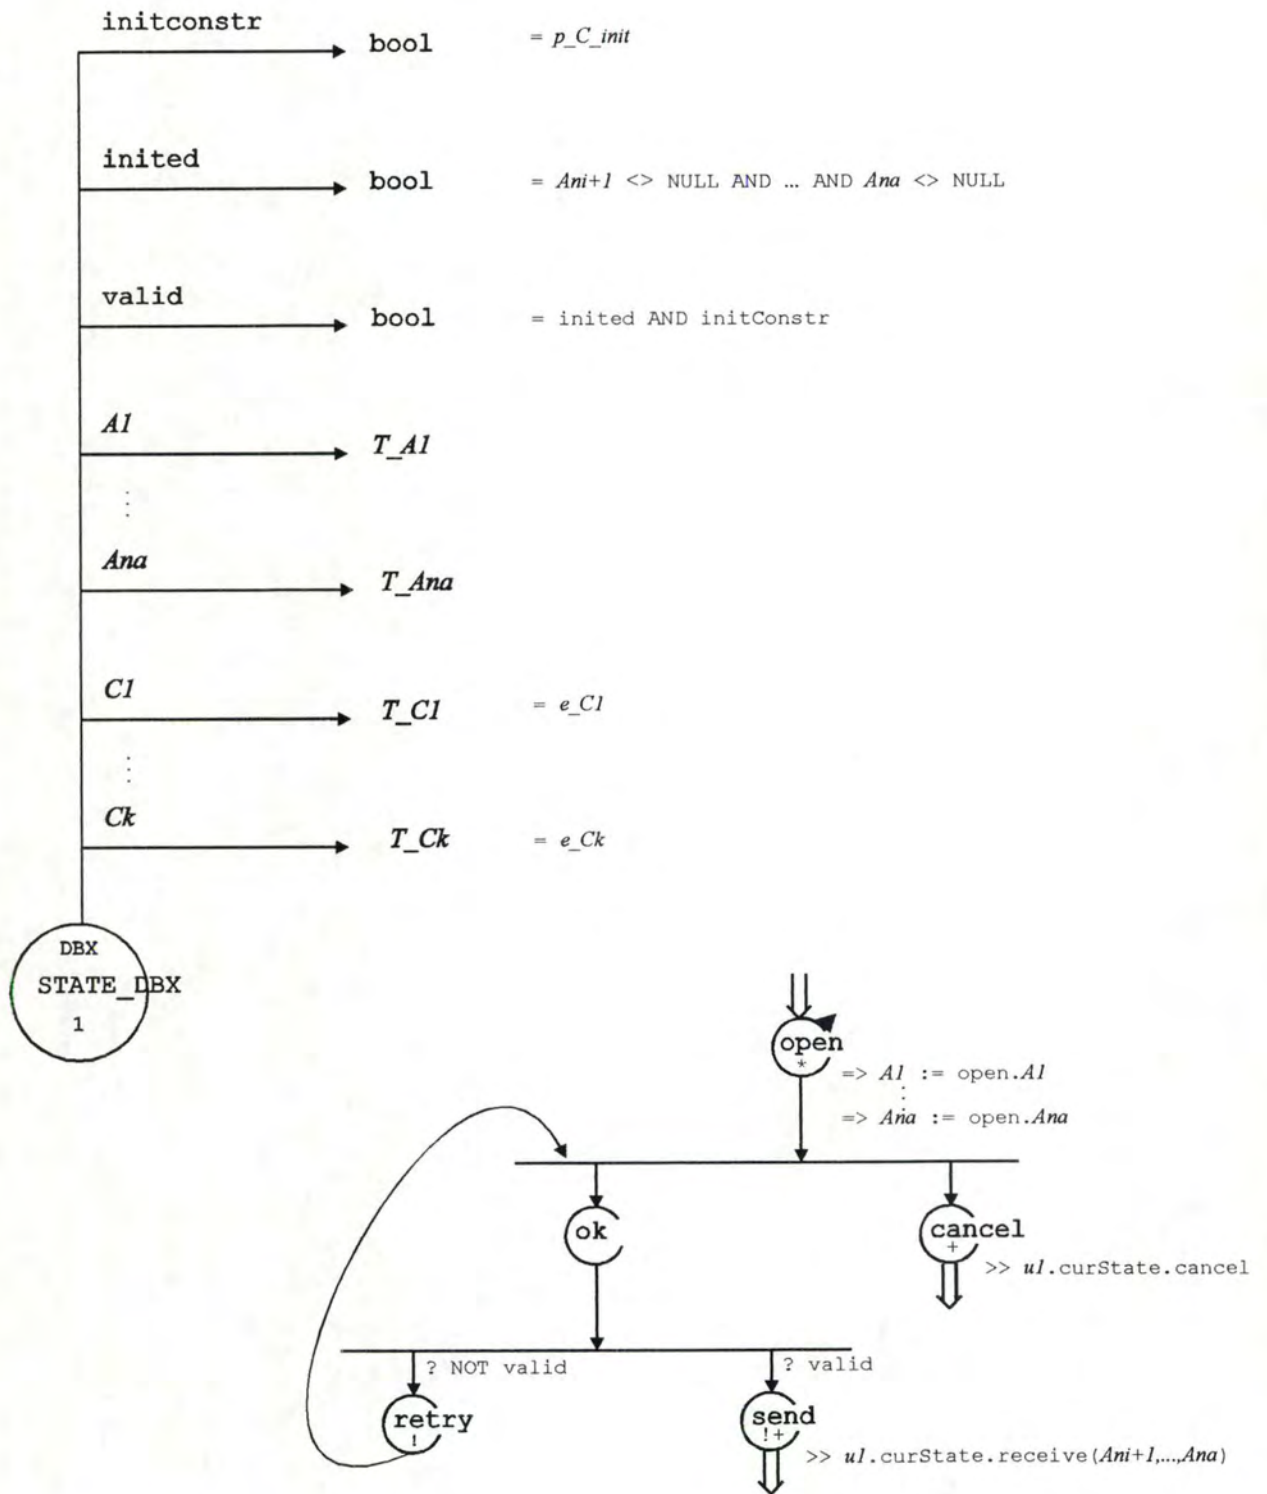 initconstr
bool = p_C_init
inited
bool = Ani+1 <> NULL AND ... AND Ana <> NULL
valid
bool = inited AND initConstr
A1
T_A1
⋮
Ana
T_Ana
C1
T_C1 = e_C1
⋮
Ck
T_Ck = e_Ck
DBX
STATE_DBX
1
open
*
=> A1 := open.A1
⋮
=> Ana := open.Ana
ok
cancel
+
>> u1.curState.cancel
? NOT valid
? valid
retry
!
send
!+
>> u1.curState.receive(Ani+1,...,Ana)